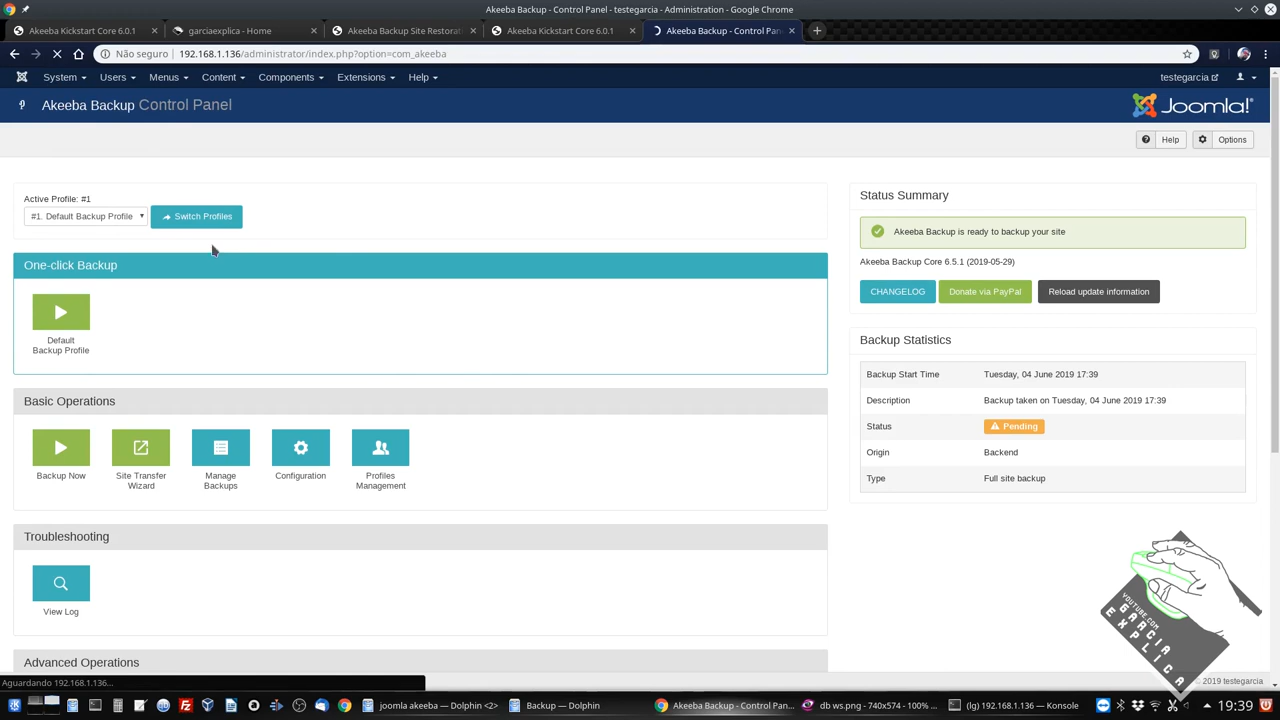 Akeeba Backup - Control Panel - testegarcia - Administration - Google Chrome
Akeeba Kickstart Core 6.0.1
garciaexplica - Home
Akeeba Backup Site Restorat
Akeeba Kickstart Core 6.0.1
Akeeba Backup - Control Pan
Não seguro 192.168.1.136/administrator/index.php?option=com_akeeba
System Users Menus Content Components Extensions Help testegarcia
Akeeba Backup Control Panel
Joomla!
Help Options
Active Profile: #1
#1. Default Backup Profile
Switch Profiles
One-click Backup
Default
Backup Profile
Basic Operations
Backup Now
Site Transfer
Wizard
Manage
Backups
Configuration
Profiles
Management
Troubleshooting
View Log
Advanced Operations
Status Summary
Akeeba Backup is ready to backup your site
Akeeba Backup Core 6.5.1 (2019-05-29)
CHANGELOG
Donate via PayPal
Reload update information
Backup Statistics
Backup Start Time Tuesday, 04 June 2019 17:39
Description Backup taken on Tuesday, 04 June 2019 17:39
Status Pending
Origin Backend
Type Full site backup
YOUTUBE.COM
GARCIA
EXPLICA
2019 testegarcia
Aguardando 192.168.1.136...
joomla akeeba — Dolphin <2>
Backup — Dolphin
Akeeba Backup - Control Pan...
db ws.png - 740x574 - 100% ...
(lg) 192.168.1.136 — Konsole
19:39